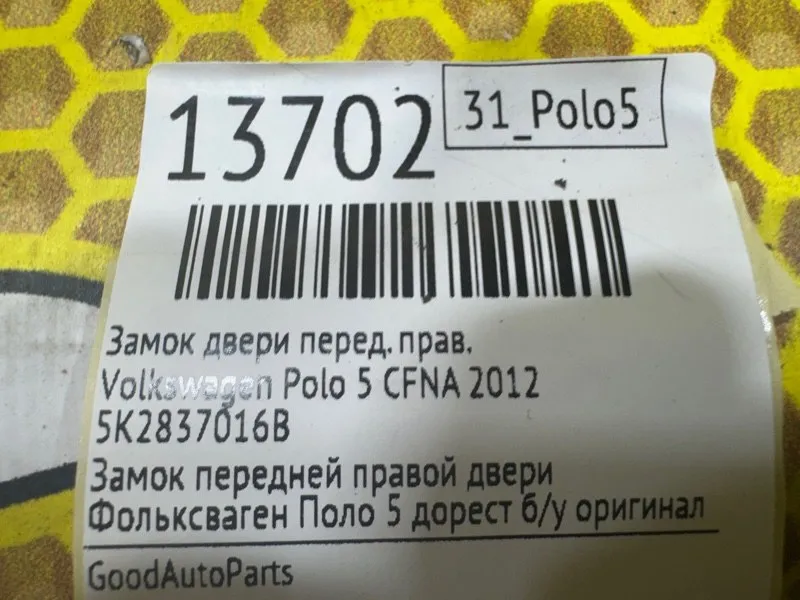 13702
31_Polo5
Замок двери перед. прав.
Volkswagen Polo 5 CFNA 2012
5K2837016B
Замок передней правой двери
Фольксваген Поло 5 дорест б/у оригинал
GoodAutoParts